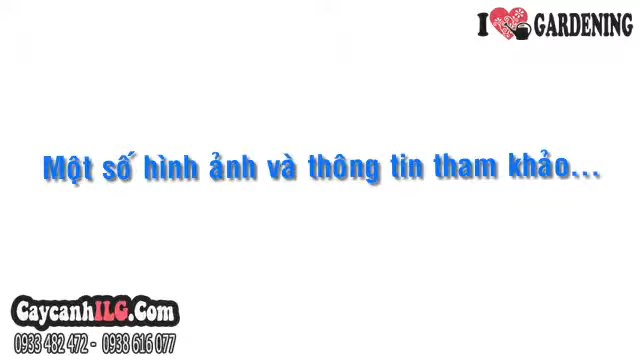 I GARDENING
Một số hình ảnh và thông tin tham khảo...
CaycanhILG.Com
0933 482 472 - 0938 616 077